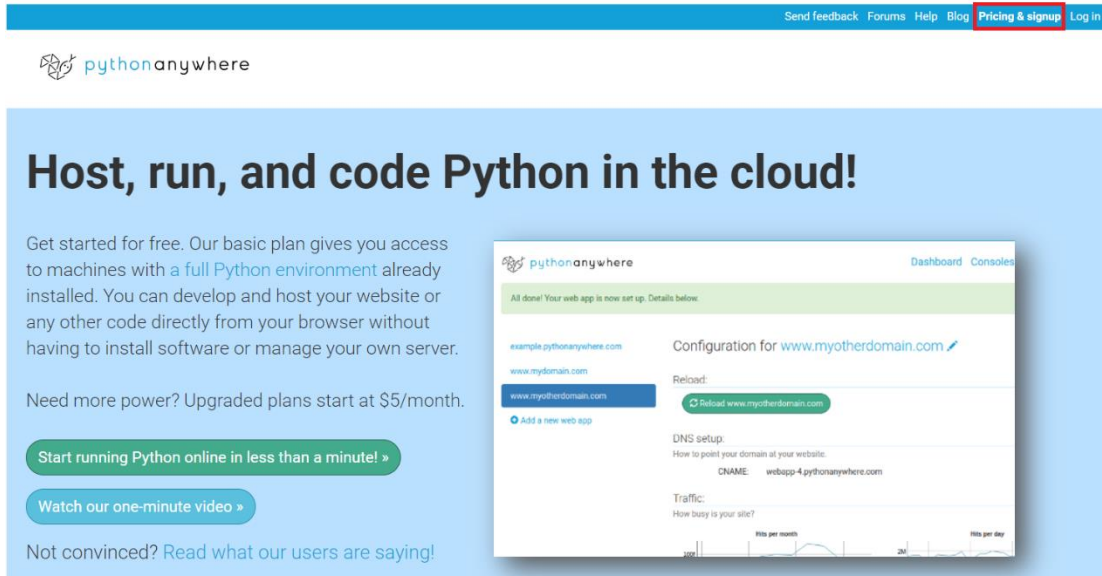 Send feedback Forums Help Blog Pricing & signup Log in
pythonanywhere
Host, run, and code Python in the cloud!
Get started for free. Our basic plan gives you access
to machines with a full Python environment already
installed. You can develop and host your website or
any other code directly from your browser without
having to install software or manage your own server.
Need more power? Upgraded plans start at $5/month.
Start running Python online in less than a minute! »
Watch our one-minute video »
Not convinced? Read what our users are saying!
pythonanywhere
Dashboard Consoles
All done! Your web app is now set up. Details below.
example.pythonanywhere.com
www.mydomain.com
www.myotherdomain.com
Add a new web app
Configuration for www.myotherdomain.com
Reload:
Reload www.myotherdomain.com
DNS setup:
How to point your domain at your website.
CNAME: webapp-4.pythonanywhere.com
Traffic:
How busy is your site?
Hits per month
Hits per day
2M